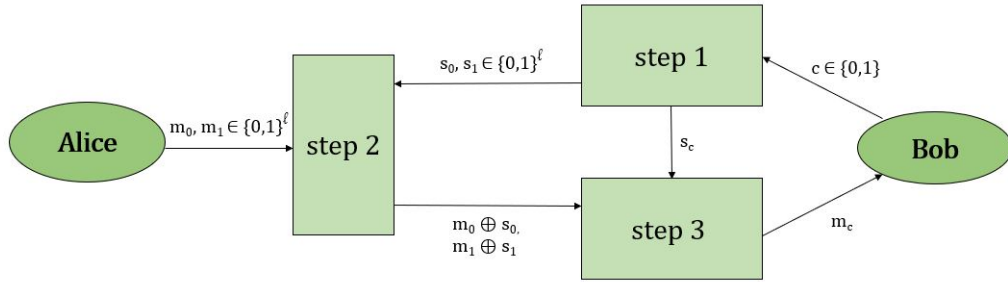 Alice
m₀, m₁ ∈ {0,1}^ℓ
step 2
s₀, s₁ ∈ {0,1}^ℓ
step 1
c ∈ {0,1}
Bob
s_c
m₀ ⊕ s₀,
m₁ ⊕ s₁
step 3
m_c